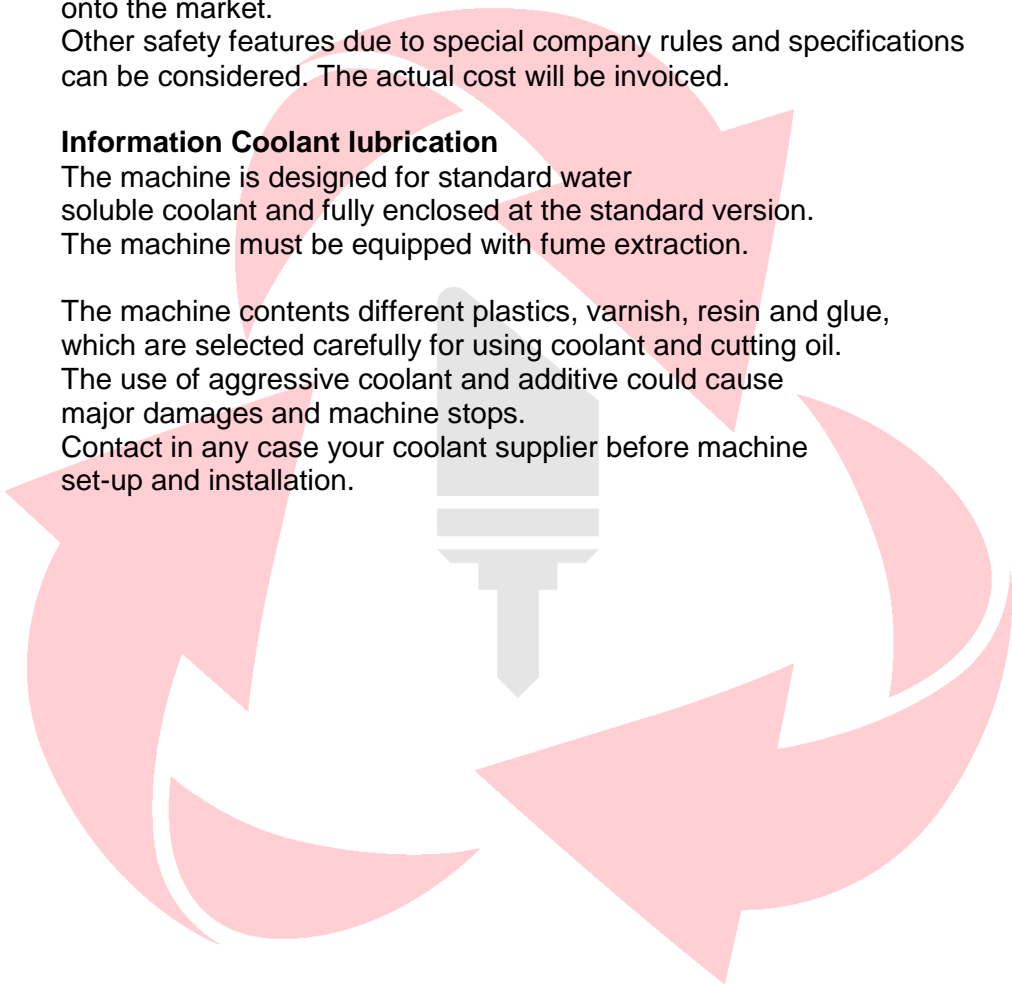 onto the market.
Other safety features due to special company rules and specifications
can be considered. The actual cost will be invoiced.
Information Coolant lubrication
The machine is designed for standard water
soluble coolant and fully enclosed at the standard version.
The machine must be equipped with fume extraction.
The machine contents different plastics, varnish, resin and glue,
which are selected carefully for using coolant and cutting oil.
The use of aggressive coolant and additive could cause
major damages and machine stops.
Contact in any case your coolant supplier before machine
set-up and installation.